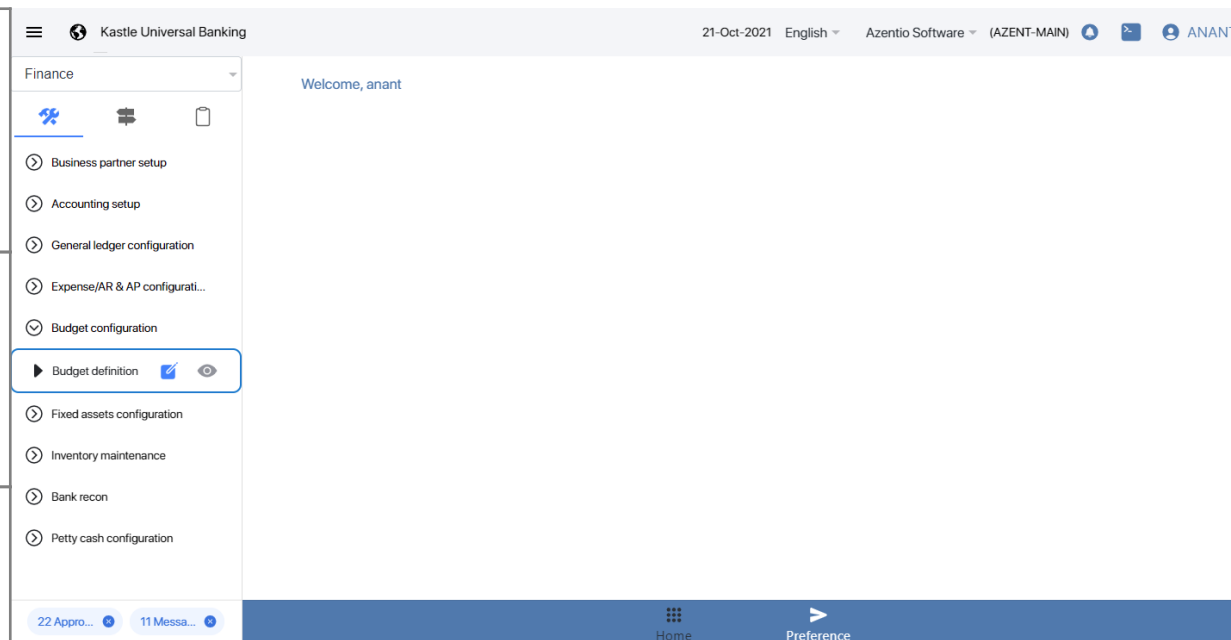 Kastle Universal Banking
21-Oct-2021 English Azentio Software (AZENT-MAIN) ANANT
Finance
Welcome, anant
Business partner setup
Accounting setup
General ledger configuration
Expense/AR & AP configurati...
Budget configuration
Budget definition
Fixed assets configuration
Inventory maintenance
Bank recon
Petty cash configuration
22 Appro... 11 Messa...
Home Preference